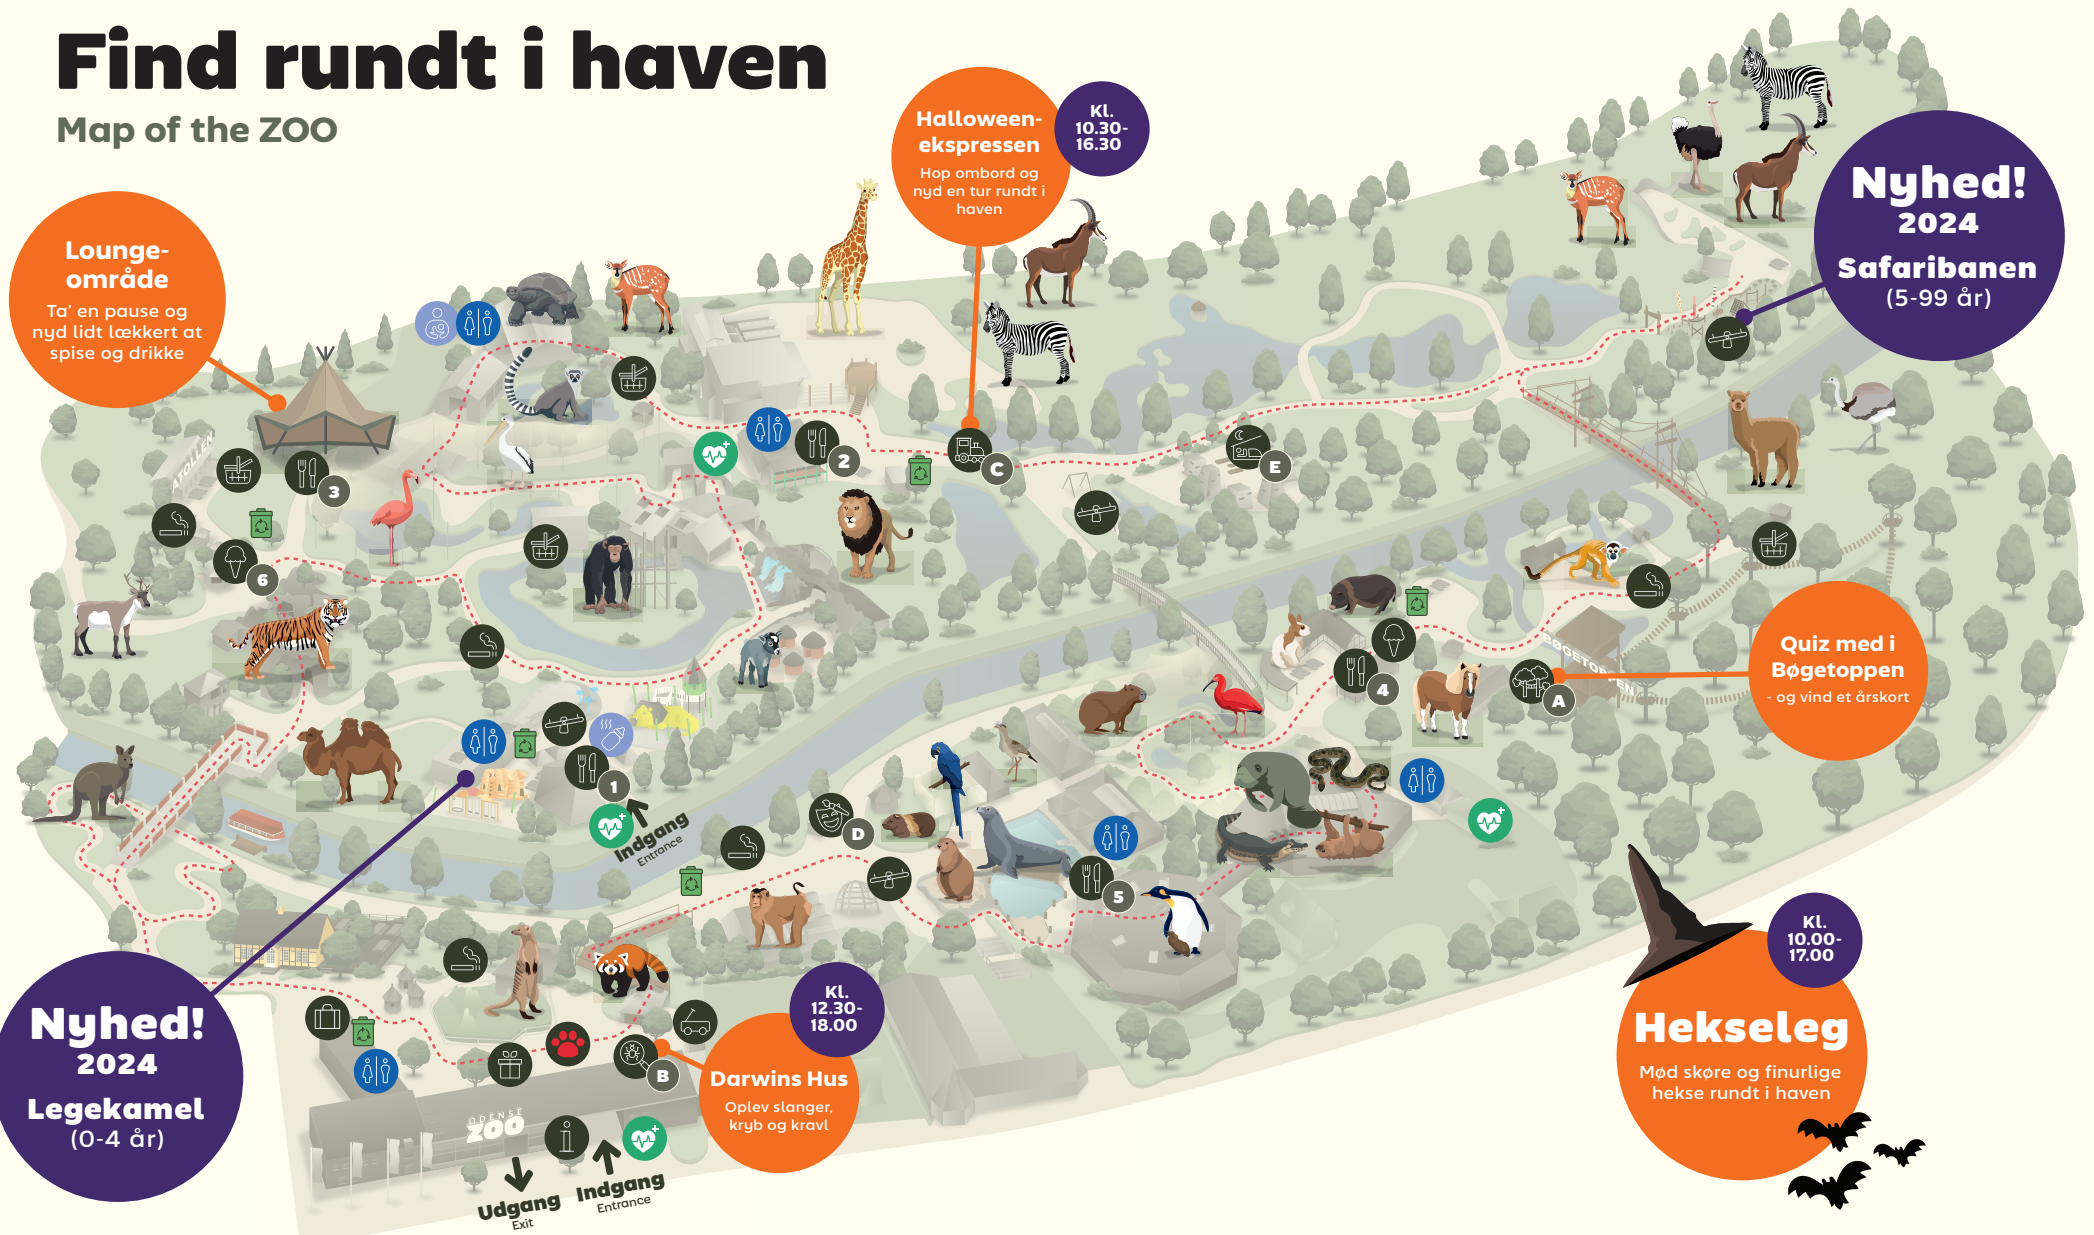 Find rundt i haven
Map of the ZOO
Halloween-
ekspressen
Hop ombord og
nyd en tur rundt i
haven
Kl.
10.30-
16.30
Nyhed!
2024
Safaribanen
(5-99 år)
Lounge-
område
Ta' en pause og
nyd lidt lækkert at
spise og drikke
ATOLLEN
3
2
C
E
6
BØGETOPPEN
Quiz med i
Bøgetoppen
- og vind et årskort
4
A
1
Indgang
Entrance
D
5
Kl.
10.00-
17.00
Hekseleg
Mød skøre og finurlige
hekse rundt i haven
Nyhed!
2024
Legekamel
(0-4 år)
Kl.
12.30-
18.00
B
Darwins Hus
Oplev slanger,
kryb og kravl
ODENSE
ZOO
Udgang
Exit
Indgang
Entrance